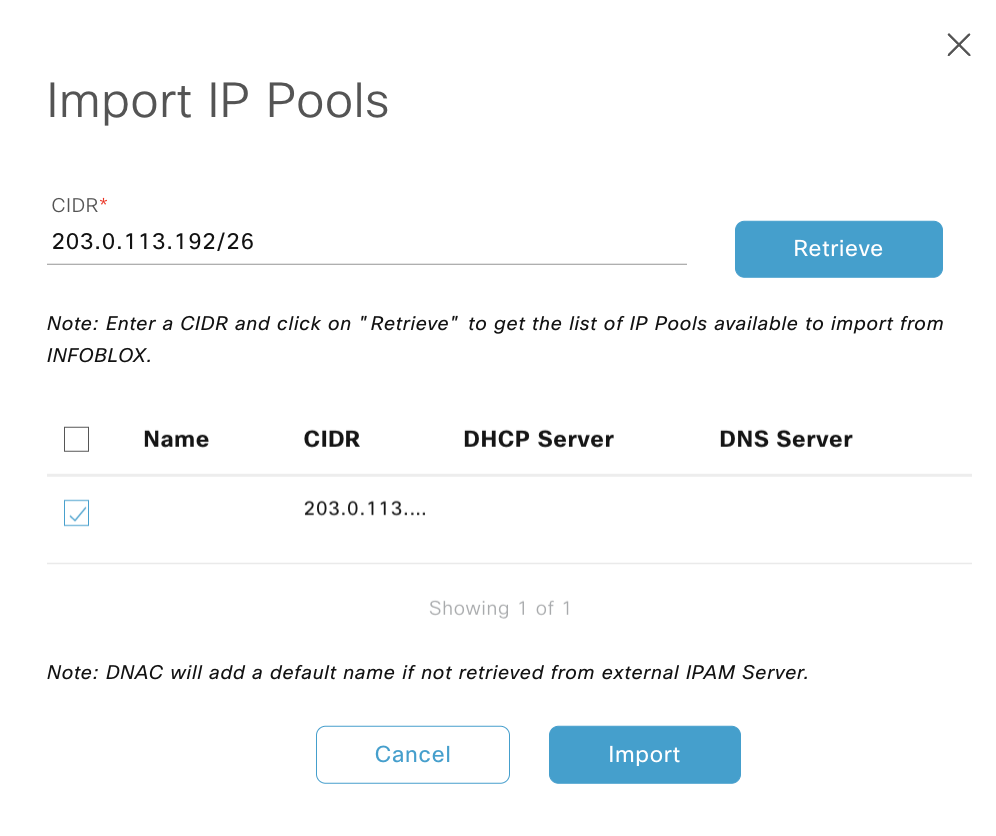 Import IP Pools
CIDR*
203.0.113.192/26
Retrieve
Note: Enter a CIDR and click on "Retrieve" to get the list of IP Pools available to import from
INFOBLOX.
Name CIDR DHCP Server DNS Server
203.0.113....
Showing 1 of 1
Note: DNAC will add a default name if not retrieved from external IPAM Server.
Cancel Import